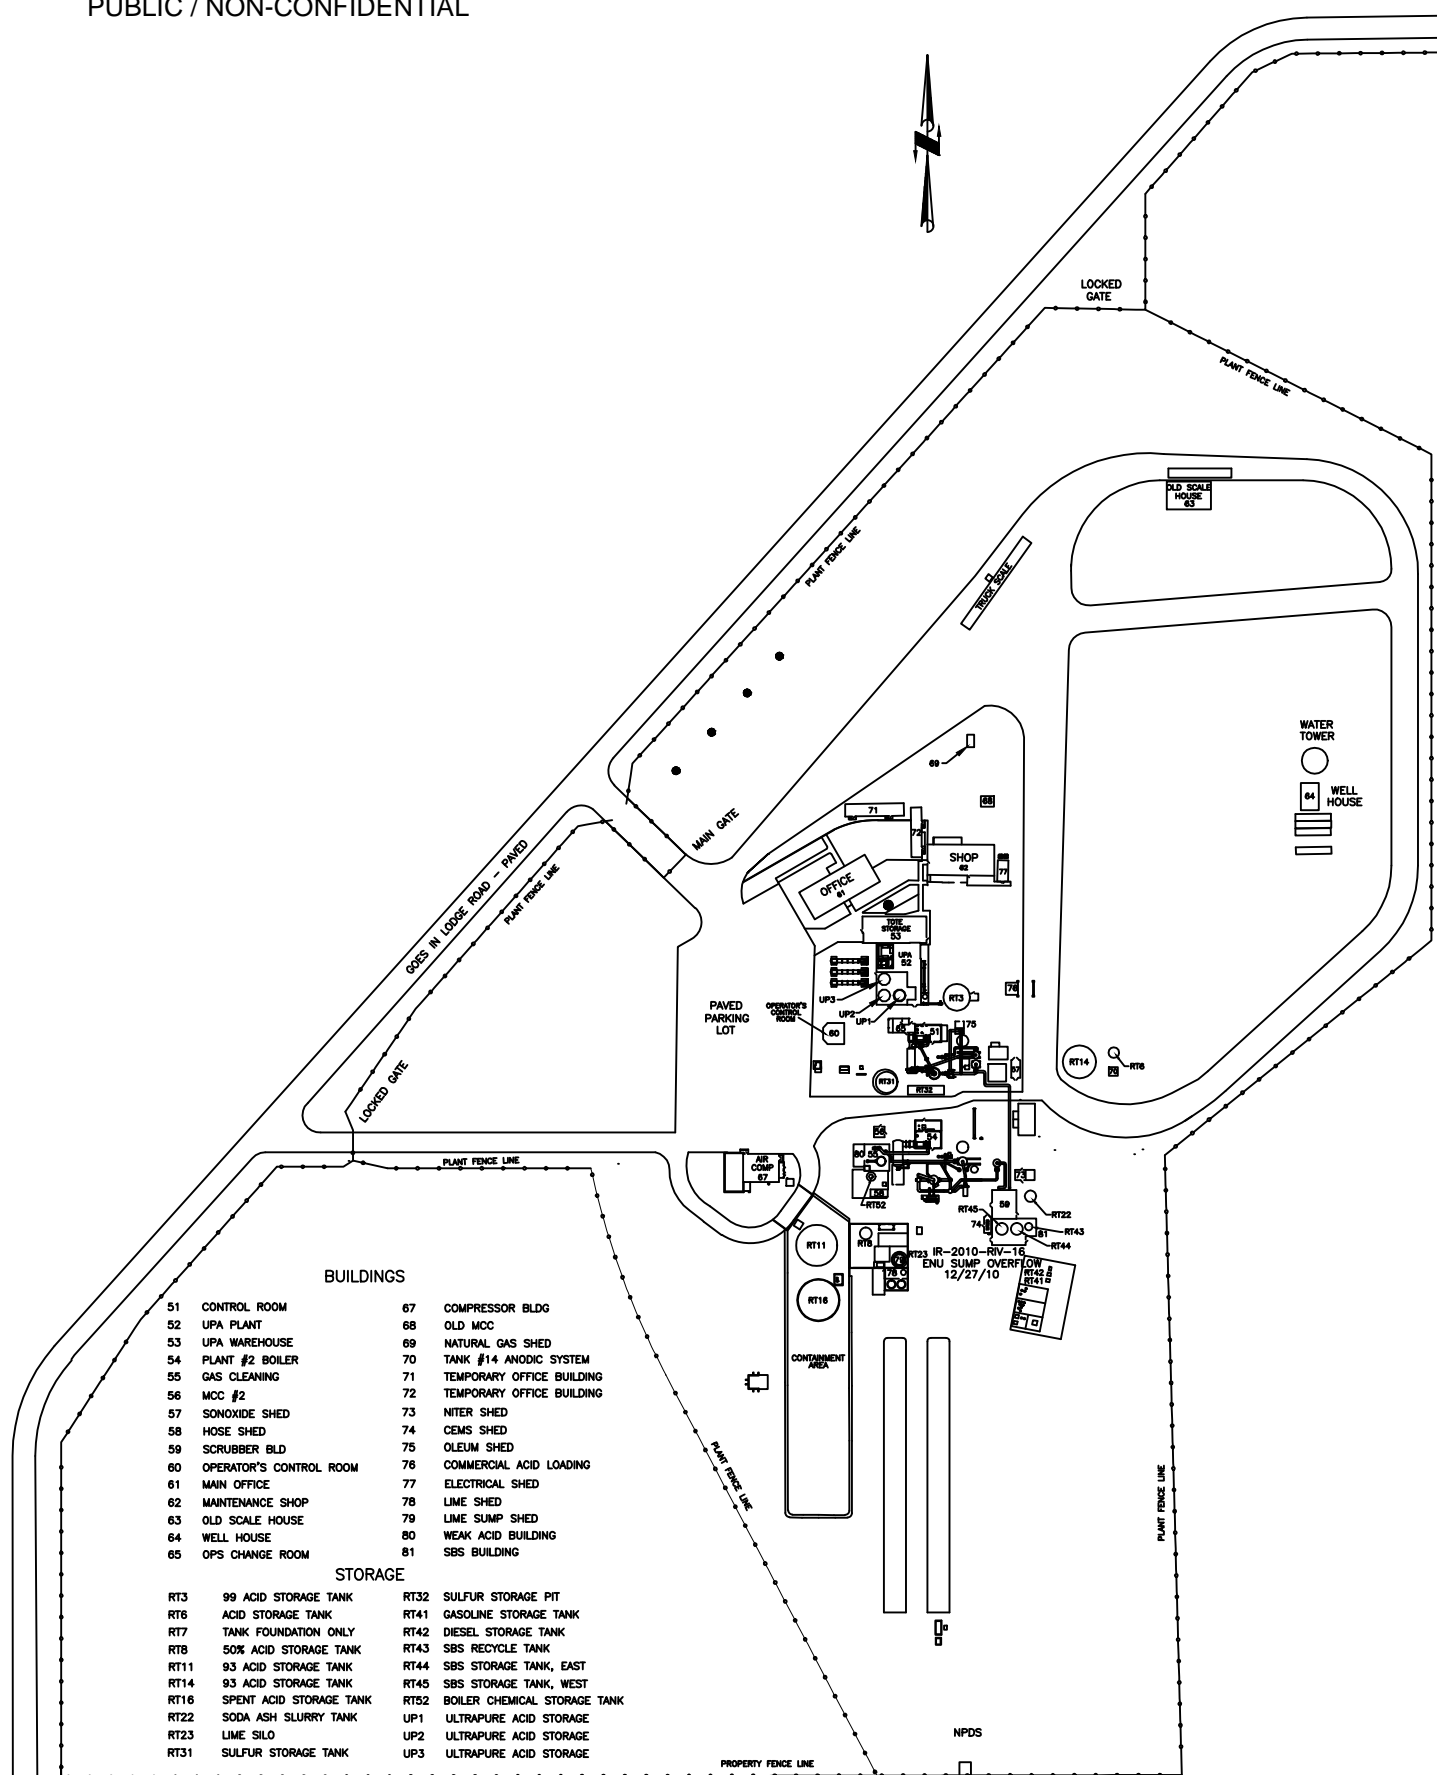 PUBLIC / NON-CONFIDENTIAL
LOCKED
GATE
PLANT FENCE LINE
OLD SCALE
HOUSE
63
PLANT FENCE LINE
TRUCK SCALE
WATER
TOWER
69
68
64
WELL
HOUSE
71
72
MAIN GATE
SHOP
62
77
OFFICE
61
GOES IN LODGE ROAD - PAVED
PLANT FENCE LINE
TOTE
STORAGE
53
UPA
52
UP3
UP2
UP1
RT3
76
PAVED
PARKING
LOT
OPERATOR'S
CONTROL
ROOM
60
65
51
75
RT14
RT6
70
57
RT31
RT32
LOCKED GATE
PLANT FENCE LINE
AIR
COMP
67
56
54
80
55
58
RT52
73
59
RT45
RT22
74
RT43
81
RT44
RT11
RT8
RT23
79
78
IR-2010-RIV-16
ENU SUMP OVERFLOW
12/27/10
RT42
RT41
RT16
CONTAINMENT
AREA
PLANT FENCE LINE
PLANT FENCE LINE
BUILDINGS
51 CONTROL ROOM
52 UPA PLANT
53 UPA WAREHOUSE
54 PLANT #2 BOILER
55 GAS CLEANING
56 MCC #2
57 SONOXIDE SHED
58 HOSE SHED
59 SCRUBBER BLD
60 OPERATOR'S CONTROL ROOM
61 MAIN OFFICE
62 MAINTENANCE SHOP
63 OLD SCALE HOUSE
64 WELL HOUSE
65 OPS CHANGE ROOM
67 COMPRESSOR BLDG
68 OLD MCC
69 NATURAL GAS SHED
70 TANK #14 ANODIC SYSTEM
71 TEMPORARY OFFICE BUILDING
72 TEMPORARY OFFICE BUILDING
73 NITER SHED
74 CEMS SHED
75 OLEUM SHED
76 COMMERCIAL ACID LOADING
77 ELECTRICAL SHED
78 LIME SHED
79 LIME SUMP SHED
80 WEAK ACID BUILDING
81 SBS BUILDING
STORAGE
RT3 99 ACID STORAGE TANK
RT6 ACID STORAGE TANK
RT7 TANK FOUNDATION ONLY
RT8 50% ACID STORAGE TANK
RT11 93 ACID STORAGE TANK
RT14 93 ACID STORAGE TANK
RT16 SPENT ACID STORAGE TANK
RT22 SODA ASH SLURRY TANK
RT23 LIME SILO
RT31 SULFUR STORAGE TANK
RT32 SULFUR STORAGE PIT
RT41 GASOLINE STORAGE TANK
RT42 DIESEL STORAGE TANK
RT43 SBS RECYCLE TANK
RT44 SBS STORAGE TANK, EAST
RT45 SBS STORAGE TANK, WEST
RT52 BOILER CHEMICAL STORAGE TANK
UP1 ULTRAPURE ACID STORAGE
UP2 ULTRAPURE ACID STORAGE
UP3 ULTRAPURE ACID STORAGE
NPDS
PROPERTY FENCE LINE